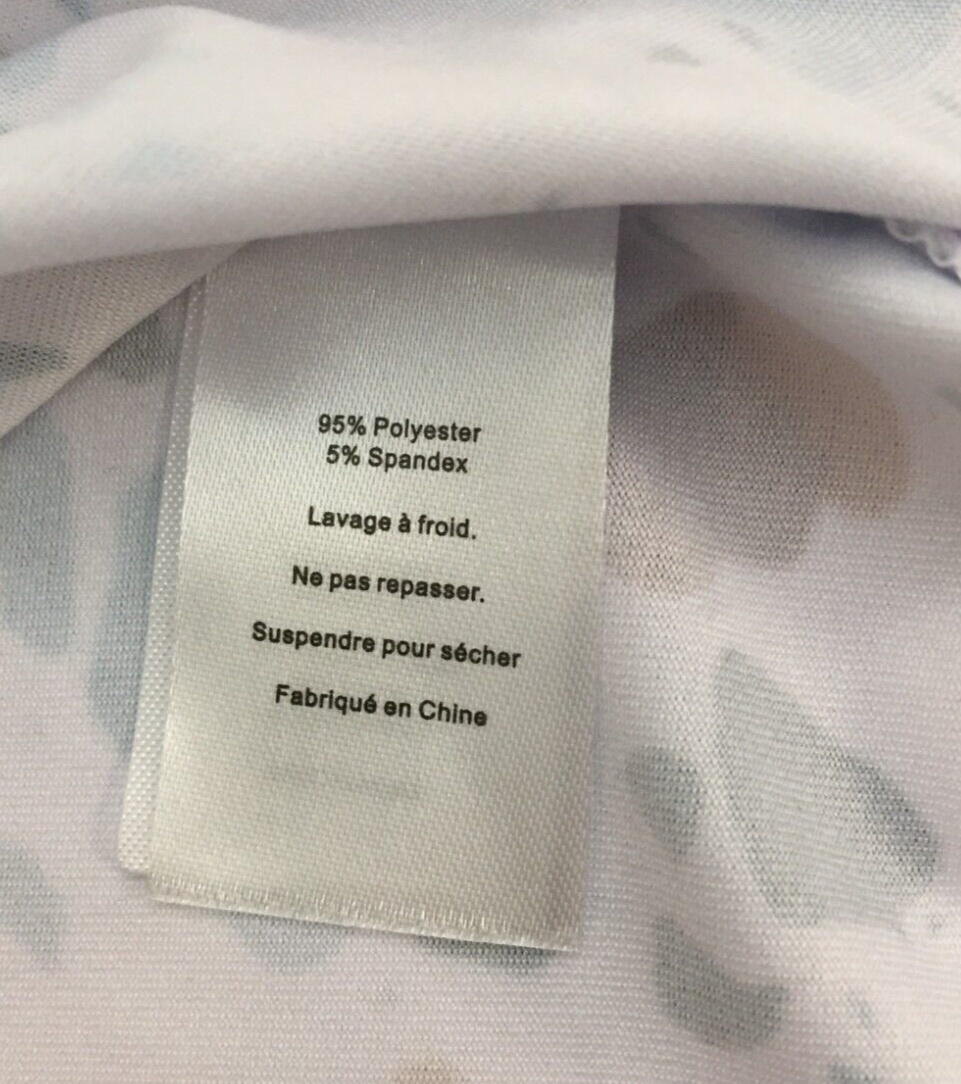 95% Polyester
5% Spandex
Lavage à froid.
Ne pas repasser.
Suspendre pour sécher
Fabriqué en Chine